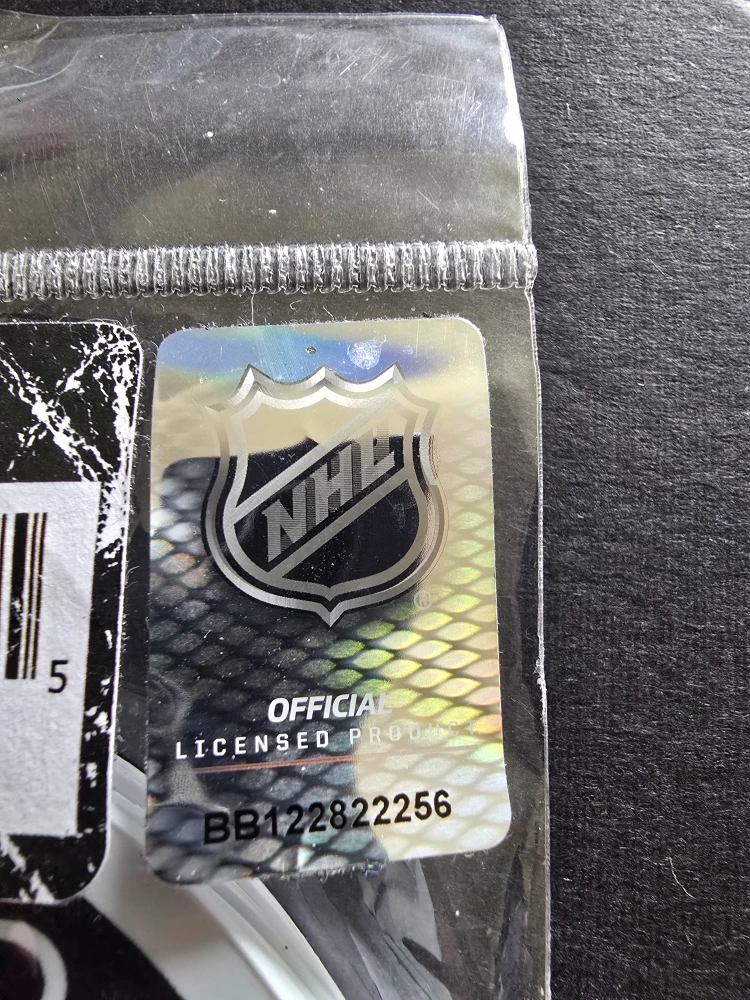 NHL
®
OFFICIAL
LICENSED PRODUCT
BB122822256
5